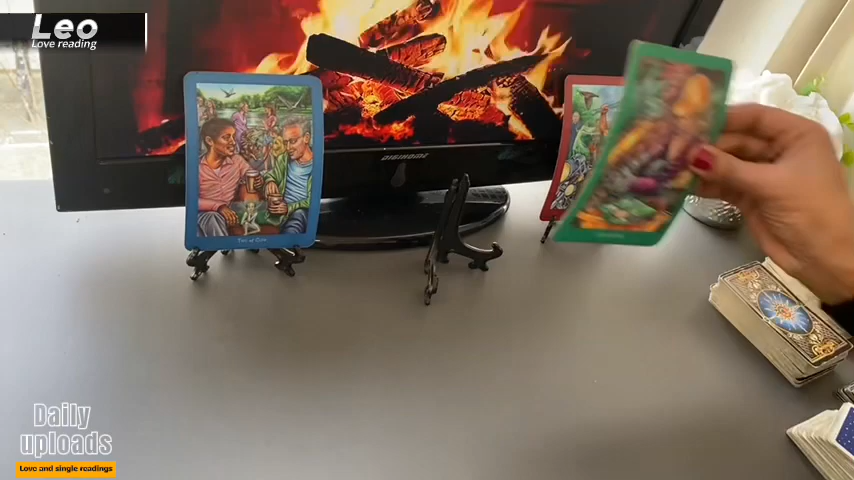 Leo
Love reading
DIGIHOME
Daily
uploads
Love and single readings